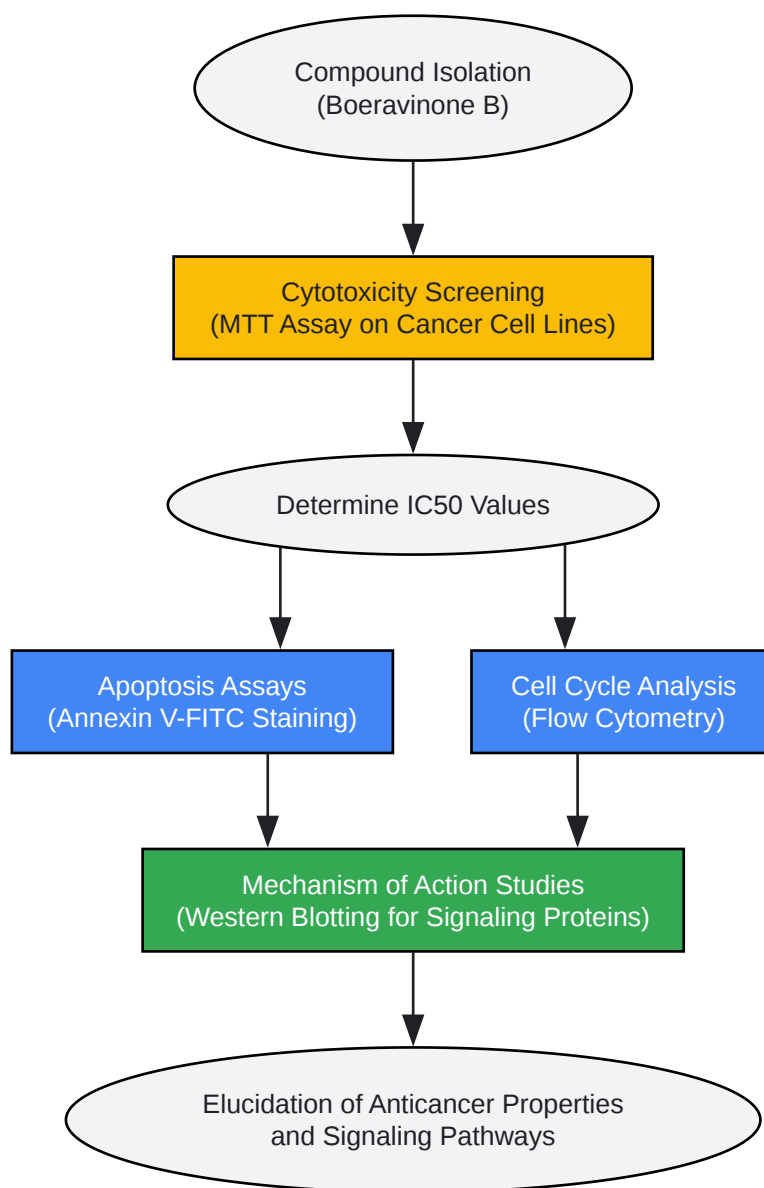 Compound Isolation
(Boeravinone B)
Cytotoxicity Screening
(MTT Assay on Cancer Cell Lines)
Determine IC50 Values
Apoptosis Assays
(Annexin V-FITC Staining)
Cell Cycle Analysis
(Flow Cytometry)
Mechanism of Action Studies
(Western Blotting for Signaling Proteins)
Elucidation of Anticancer Properties
and Signaling Pathways